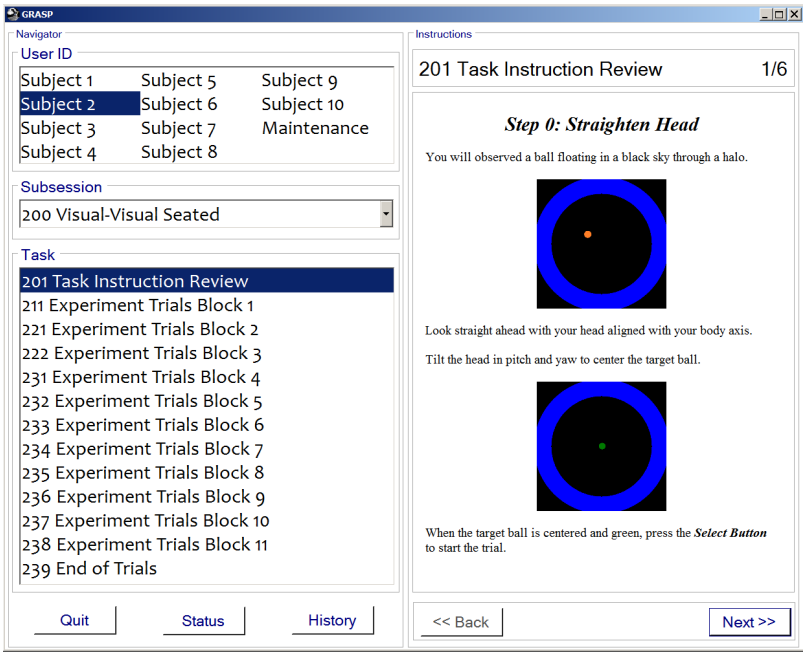 GRASP
Navigator
User ID
Subject 1 Subject 5 Subject 9
Subject 2 Subject 6 Subject 10
Subject 3 Subject 7 Maintenance
Subject 4 Subject 8
Subsession
200 Visual-Visual Seated
Task
201 Task Instruction Review
211 Experiment Trials Block 1
221 Experiment Trials Block 2
222 Experiment Trials Block 3
231 Experiment Trials Block 4
232 Experiment Trials Block 5
233 Experiment Trials Block 6
234 Experiment Trials Block 7
235 Experiment Trials Block 8
236 Experiment Trials Block 9
237 Experiment Trials Block 10
238 Experiment Trials Block 11
239 End of Trials
Quit Status History
Instructions
201 Task Instruction Review 1/6
Step 0: Straighten Head
You will observed a ball floating in a black sky through a halo.
Look straight ahead with your head aligned with your body axis.
Tilt the head in pitch and yaw to center the target ball.
When the target ball is centered and green, press the Select Button
to start the trial.
<< Back Next >>